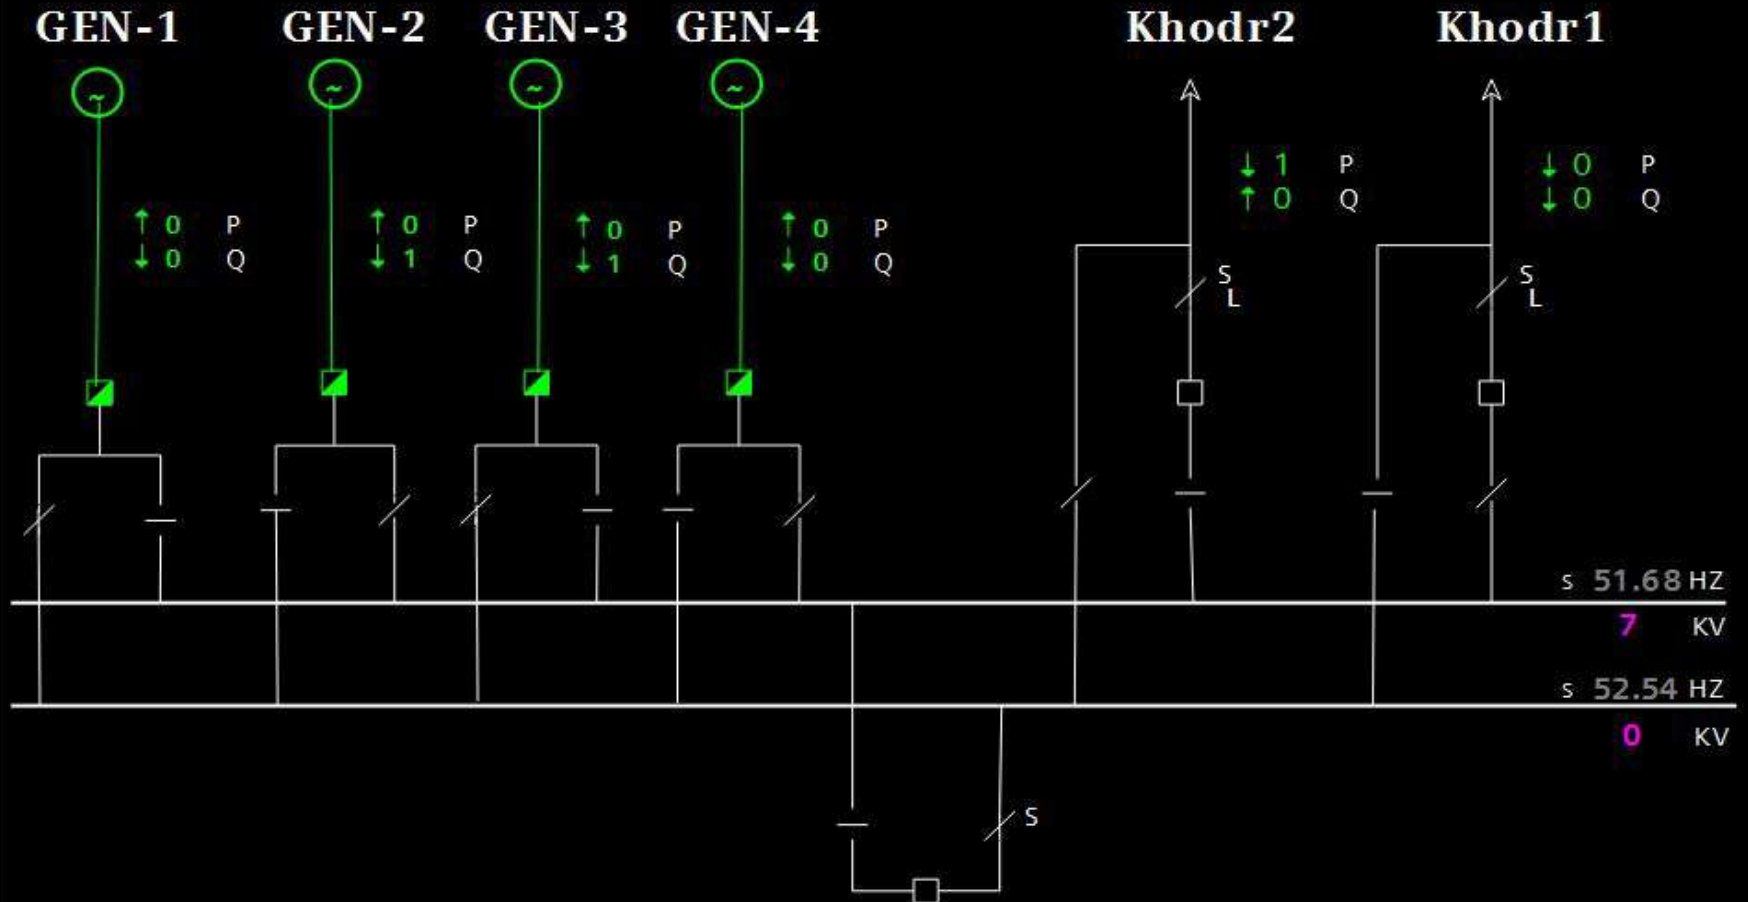 GEN-1 GEN-2 GEN-3 GEN-4 Khodr2 Khodr1
~ ~ ~ ~
↓ 1 P ↓ 0 P
↑ 0 Q ↓ 0 Q
↑ 0 P ↑ 0 P ↑ 0 P ↑ 0 P
↓ 0 Q ↓ 1 Q ↓ 1 Q ↓ 0 Q
S S
L L
S 51.68 HZ
7 KV
S 52.54 HZ
0 KV
S